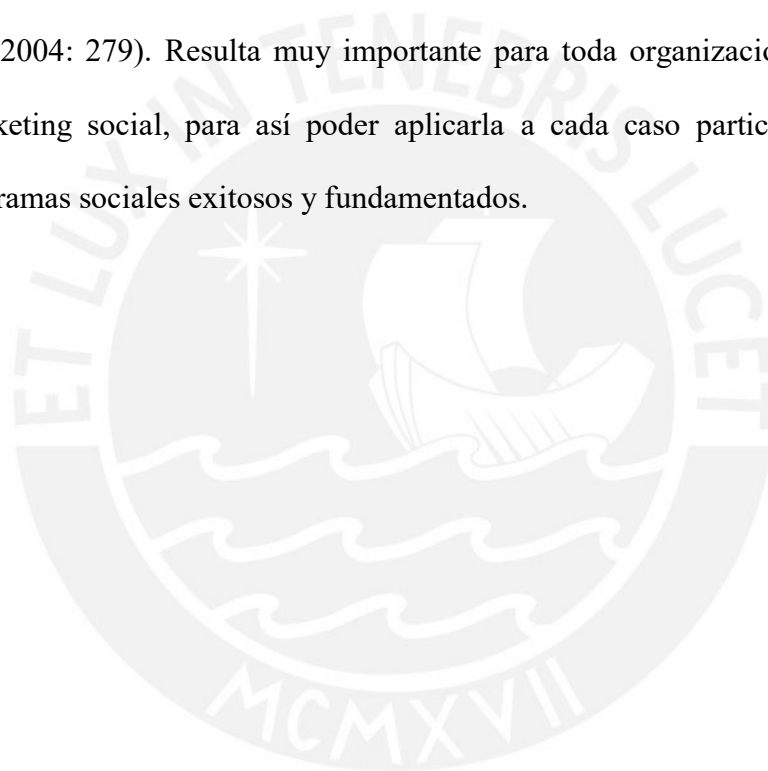 2004: 279). Resulta muy importante para toda organizació
keting social, para así poder aplicarla a cada caso partic
ramas sociales exitosos y fundamentados.
ET LUX IN TENEBRIS LUCET
MCMXVII